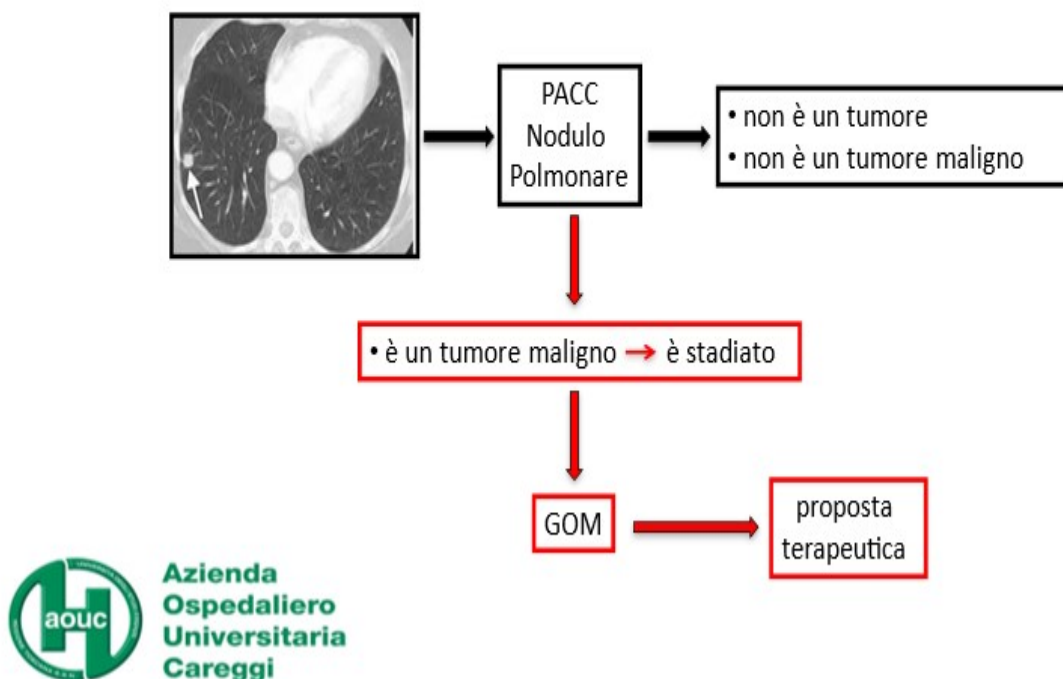 PACC
Nodulo
Polmonare
• non è un tumore
• non è un tumore maligno
• è un tumore maligno → è stadiato
GOM
proposta
terapeutica
aouc
Azienda
Ospedaliero
Universitaria
Careggi